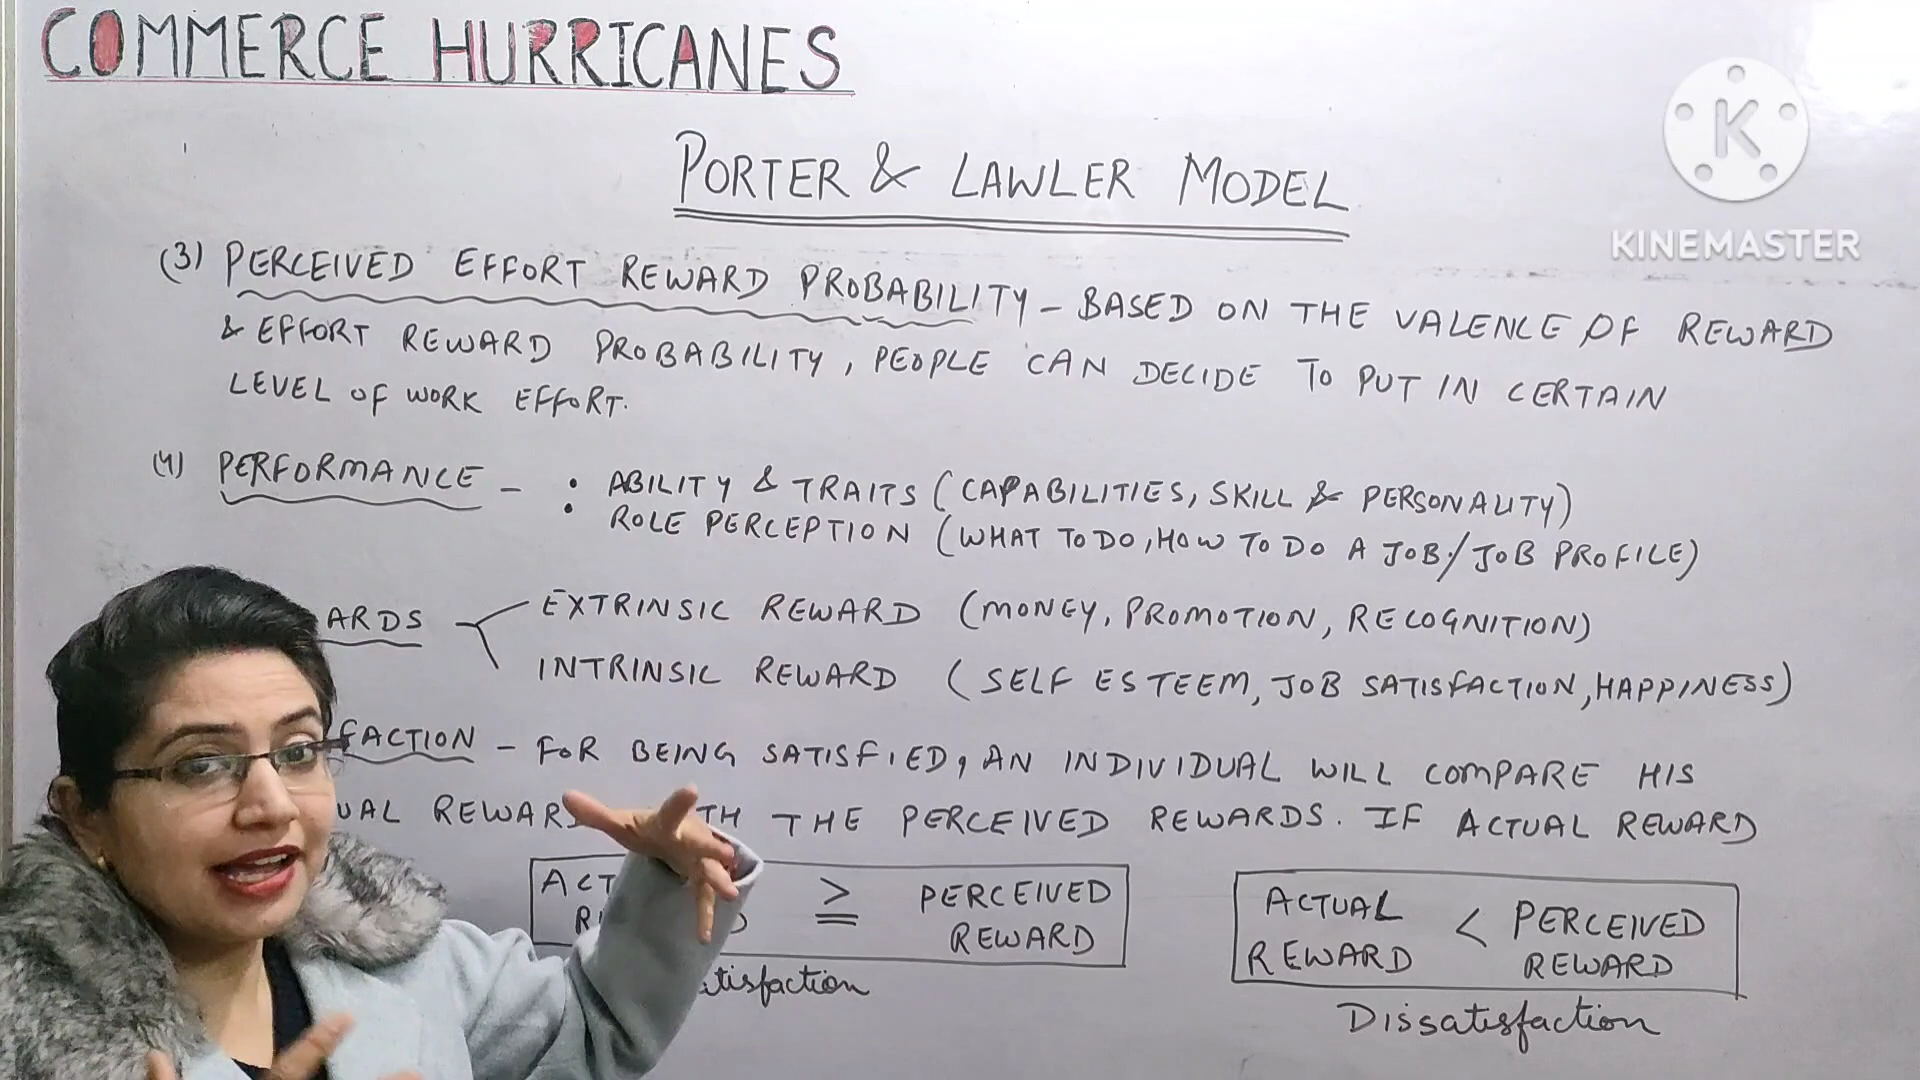 COMMERCE HURRICANES
K
KINEMASTER
PORTER & LAWLER MODEL
(3) PERCEIVED EFFORT REWARD PROBABILITY - BASED ON THE VALENCE OF REWARD
& EFFORT REWARD PROBABILITY, PEOPLE CAN DECIDE TO PUT IN CERTAIN
LEVEL OF WORK EFFORT.
(4) PERFORMANCE - • ABILITY & TRAITS (CAPABILITIES, SKILL & PERSONALITY)
• ROLE PERCEPTION (WHAT TO DO, HOW TO DO A JOB./JOB PROFILE)
ARDS EXTRINSIC REWARD (MONEY, PROMOTION, RECOGNITION)
INTRINSIC REWARD (SELF ESTEEM, JOB SATISFACTION, HAPPINESS)
FACTION - FOR BEING SATISFIED, AN INDIVIDUAL WILL COMPARE HIS
UAL REWARD TH THE PERCEIVED REWARDS. IF ACTUAL REWARD
ACT ≥ PERCEIVED
REWARD
ACTUAL < PERCEIVED
REWARD REWARD
tisfaction
Dissatisfaction